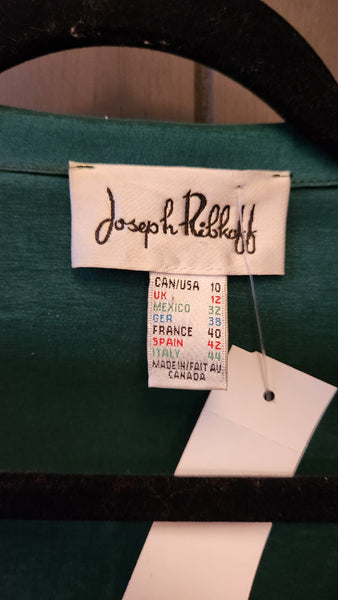 Joseph Ribkoff
CAN/USA 10
UK 12
MEXICO 32
GER 38
FRANCE 40
SPAIN 42
ITALY 44
MADE IN/FAIT AU
CANADA